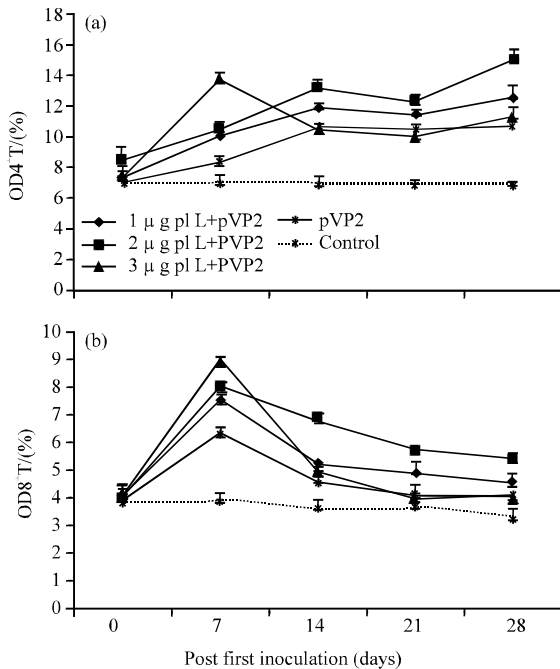 (a)
18
16
14
12
10
8
6
4
2
0
OD4+T/(%)
1 μ g pl L+pVP2
2 μ g pl L+PVP2
3 μ g pl L+PVP2
pVP2
Control
(b)
10
9
8
7
6
5
4
3
2
1
0
OD8+T/(%)
0 7 14 21 28
Post first inoculation (days)